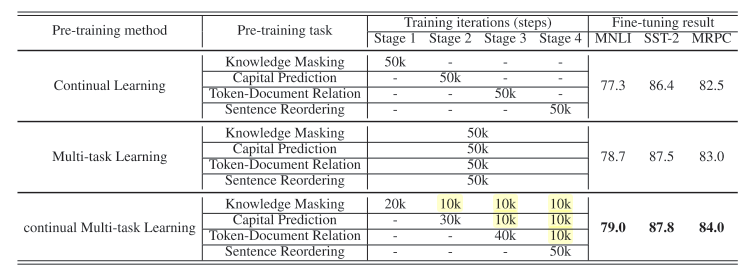 Pre-training method Pre-training task Training iterations (steps) Fine-tuning result
Stage 1 Stage 2 Stage 3 Stage 4 MNLI SST-2 MRPC
Continual Learning Knowledge Masking 50k - - - 77.3 86.4 82.5
Capital Prediction - 50k - -
Token-Document Relation - - 50k -
Sentence Reordering - - - 50k
Multi-task Learning Knowledge Masking 50k 78.7 87.5 83.0
Capital Prediction 50k
Token-Document Relation 50k
Sentence Reordering 50k
continual Multi-task Learning Knowledge Masking 20k 10k 10k 10k 79.0 87.8 84.0
Capital Prediction - 30k 10k 10k
Token-Document Relation - - 40k 10k
Sentence Reordering - - - 50k